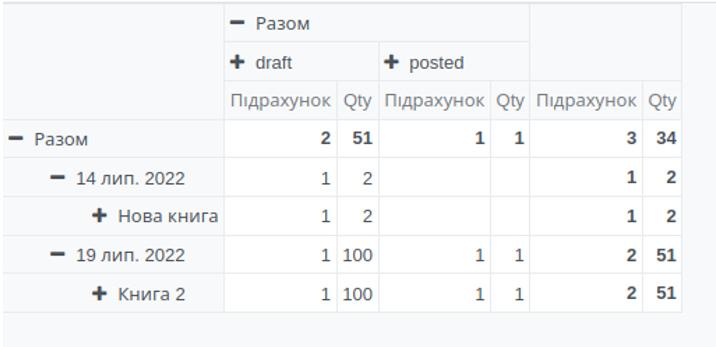 Разом
draft posted
Підрахунок Qty Підрахунок Qty Підрахунок Qty
Разом 2 51 1 1 3 34
14 лип. 2022 1 2 1 2
Нова книга 1 2 1 2
19 лип. 2022 1 100 1 1 2 51
Книга 2 1 100 1 1 2 51